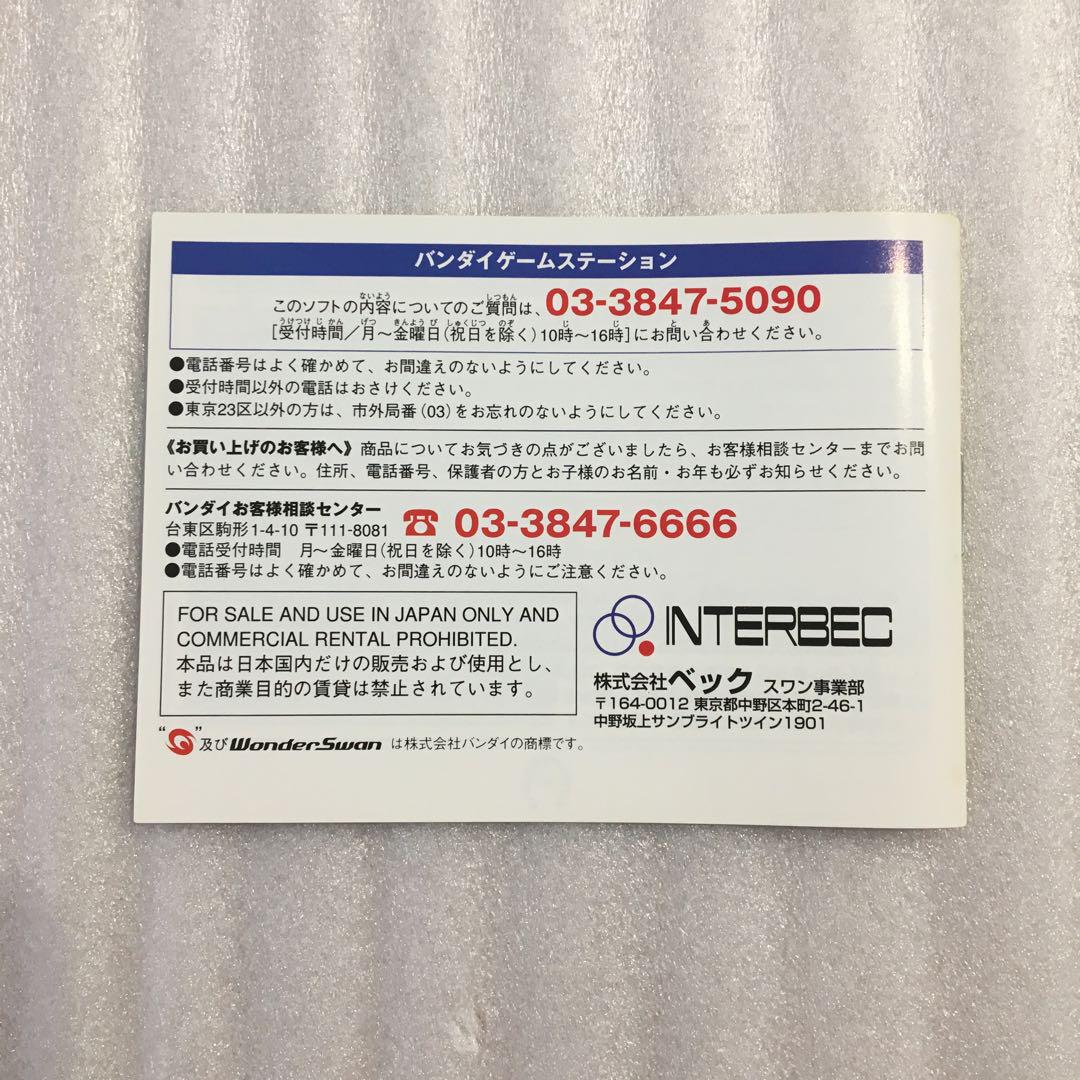 バンダイゲームステーション
このソフトの内容についてのご質問は、03-3847-5090
[受付時間／月～金曜日(祝日を除く)10時～16時]にお問い合わせください。
●電話番号はよく確かめて、お間違えのないようにしてください。
●受付時間以外の電話はおさけください。
●東京23区以外の方は、市外局番(03)をお忘れのないようにしてください。
《お買い上げのお客様へ》商品についてお気づきの点がございましたら、お客様相談センターまでお問
い合わせください。住所、電話番号、保護者の方とお子様のお名前・お年も必ずお知らせください。
バンダイお客様相談センター
台東区駒形1-4-10 〒111-8081 ☎ 03-3847-6666
●電話受付時間　月～金曜日(祝日を除く)10時～16時
●電話番号はよく確かめて、お間違えのないようにご注意ください。
FOR SALE AND USE IN JAPAN ONLY AND
COMMERCIAL RENTAL PROHIBITED.
本品は日本国内だけの販売および使用とし、
また商業目的の賃貸は禁止されています。
INTERBEC
株式会社ベック スワン事業部
〒164-0012 東京都中野区本町2-46-1
中野坂上サンブライトツイン1901
“ ”及びWonderSwan は株式会社バンダイの商標です。